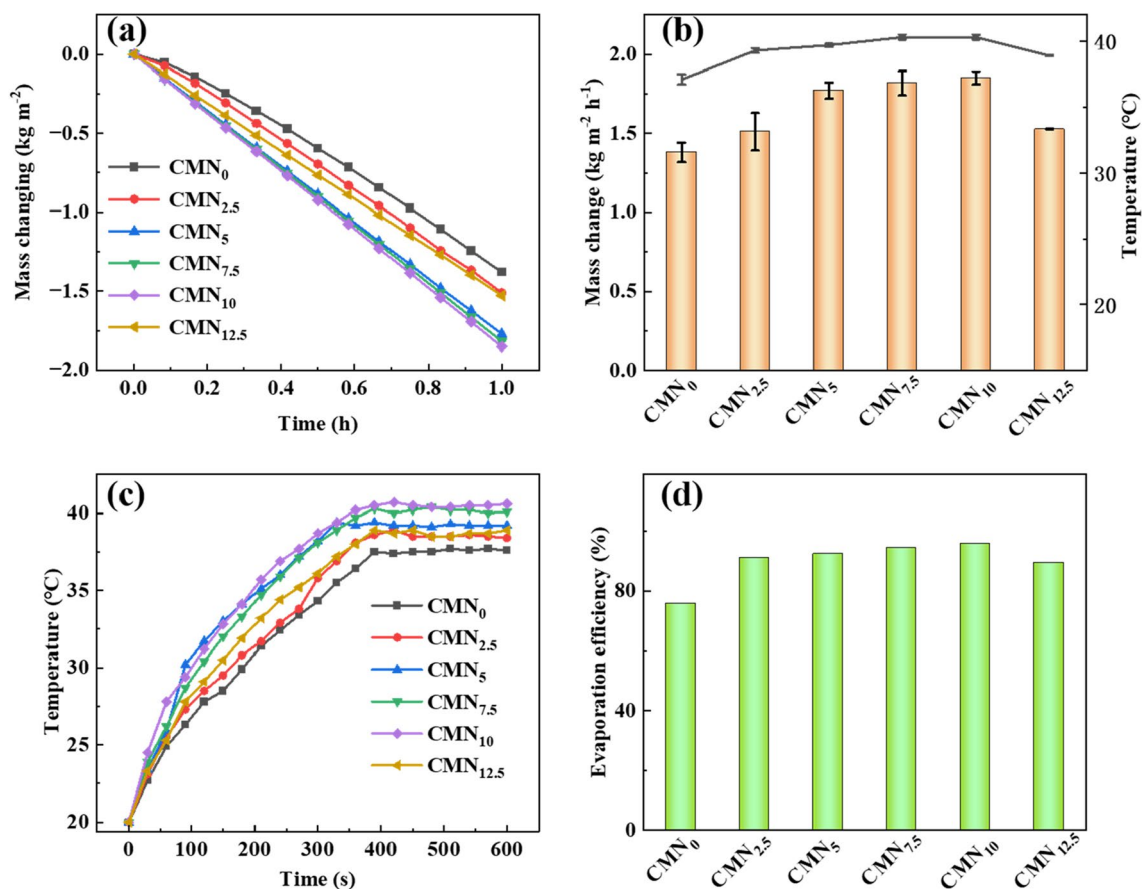 (a)
0.0
-0.5
-1.0
-1.5
-2.0
Mass changing (kg m⁻²)
CMN₀
CMN₂.₅
CMN₅
CMN₇.₅
CMN₁₀
CMN₁₂.₅
0.0 0.2 0.4 0.6 0.8 1.0
Time (h)
(b)
2.0
1.5
1.0
0.5
0.0
Mass change (kg m⁻² h⁻¹)
40
30
20
Temperature (℃)
CMN₀ CMN₂.₅ CMN₅ CMN₇.₅ CMN₁₀ CMN₁₂.₅
(c)
40
35
30
25
20
Temperature (℃)
CMN₀
CMN₂.₅
CMN₅
CMN₇.₅
CMN₁₀
CMN₁₂.₅
0 100 200 300 400 500 600
Time (s)
(d)
80
40
0
Evaporation efficiency (%)
CMN₀ CMN₂.₅ CMN₅ CMN₇.₅ CMN₁₀ CMN₁₂.₅